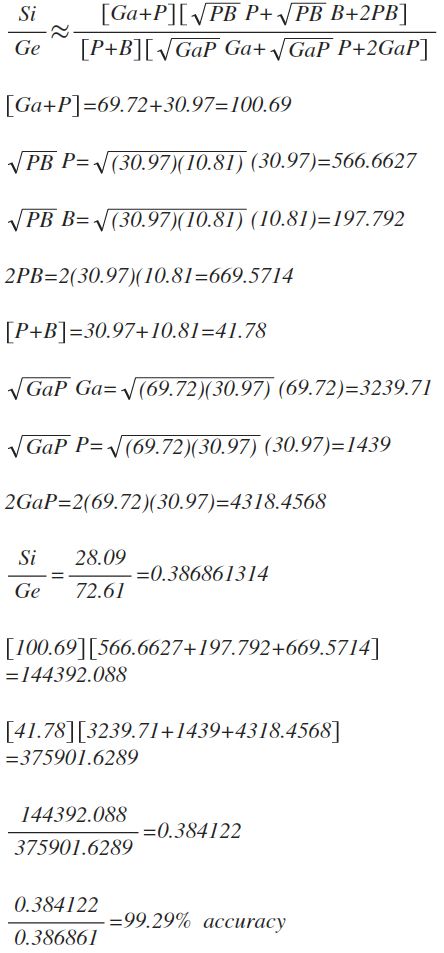 Si/Ge≈[Ga+P][√PB P+√PB B+2PB]/[P+B][√GaP Ga+√GaP P+2GaP]
[Ga+P]=69.72+30.97=100.69
√PB P=√(30.97)(10.81) (30.97)=566.6627
√PB B=√(30.97)(10.81) (10.81)=197.792
2PB=2(30.97)(10.81=669.5714
[P+B]=30.97+10.81=41.78
√GaP Ga=√(69.72)(30.97) (69.72)=3239.71
√GaP P=√(69.72)(30.97) (30.97)=1439
2GaP=2(69.72)(30.97)=4318.4568
Si/Ge=28.09/72.61=0.386861314
[100.69][566.6627+197.792+669.5714]
=144392.088
[41.78][3239.71+1439+4318.4568]
=375901.6289
144392.088/375901.6289=0.384122
0.384122/0.386861=99.29% accuracy